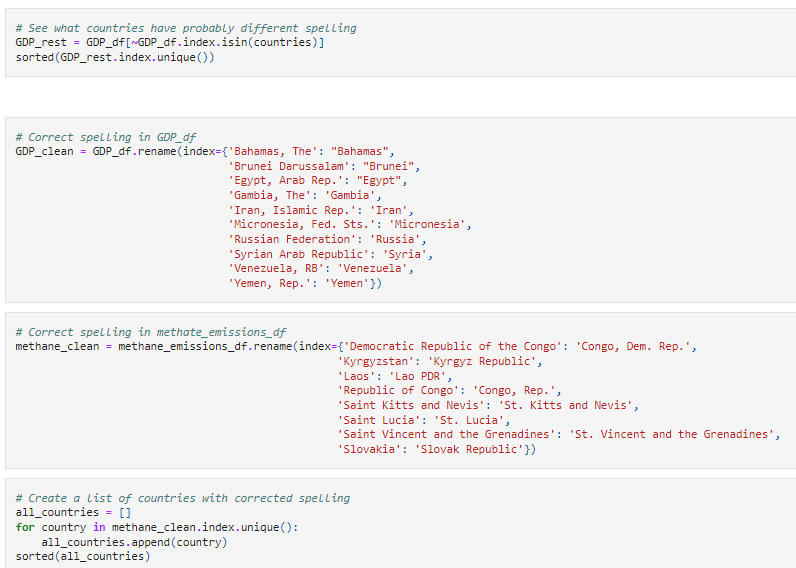 # See what countries have probably different spelling
GDP_rest = GDP_df[~GDP_df.index.isin(countries)]
sorted(GDP_rest.index.unique())
# Correct spelling in GDP_df
GDP_clean = GDP_df.rename(index={'Bahamas, The': "Bahamas",
'Brunei Darussalam': "Brunei",
'Egypt, Arab Rep.': "Egypt",
'Gambia, The': 'Gambia',
'Iran, Islamic Rep.': 'Iran',
'Micronesia, Fed. Sts.': 'Micronesia',
'Russian Federation': 'Russia',
'Syrian Arab Republic': 'Syria',
'Venezuela, RB': 'Venezuela',
'Yemen, Rep.': 'Yemen'})
# Correct spelling in methate_emissions_df
methane_clean = methane_emissions_df.rename(index={'Democratic Republic of the Congo': 'Congo, Dem. Rep.',
'Kyrgyzstan': 'Kyrgyz Republic',
'Laos': 'Lao PDR',
'Republic of Congo': 'Congo, Rep.',
'Saint Kitts and Nevis': 'St. Kitts and Nevis',
'Saint Lucia': 'St. Lucia',
'Saint Vincent and the Grenadines': 'St. Vincent and the Grenadines',
'Slovakia': 'Slovak Republic'})
# Create a list of countries with corrected spelling
all_countries = []
for country in methane_clean.index.unique():
all_countries.append(country)
sorted(all_countries)